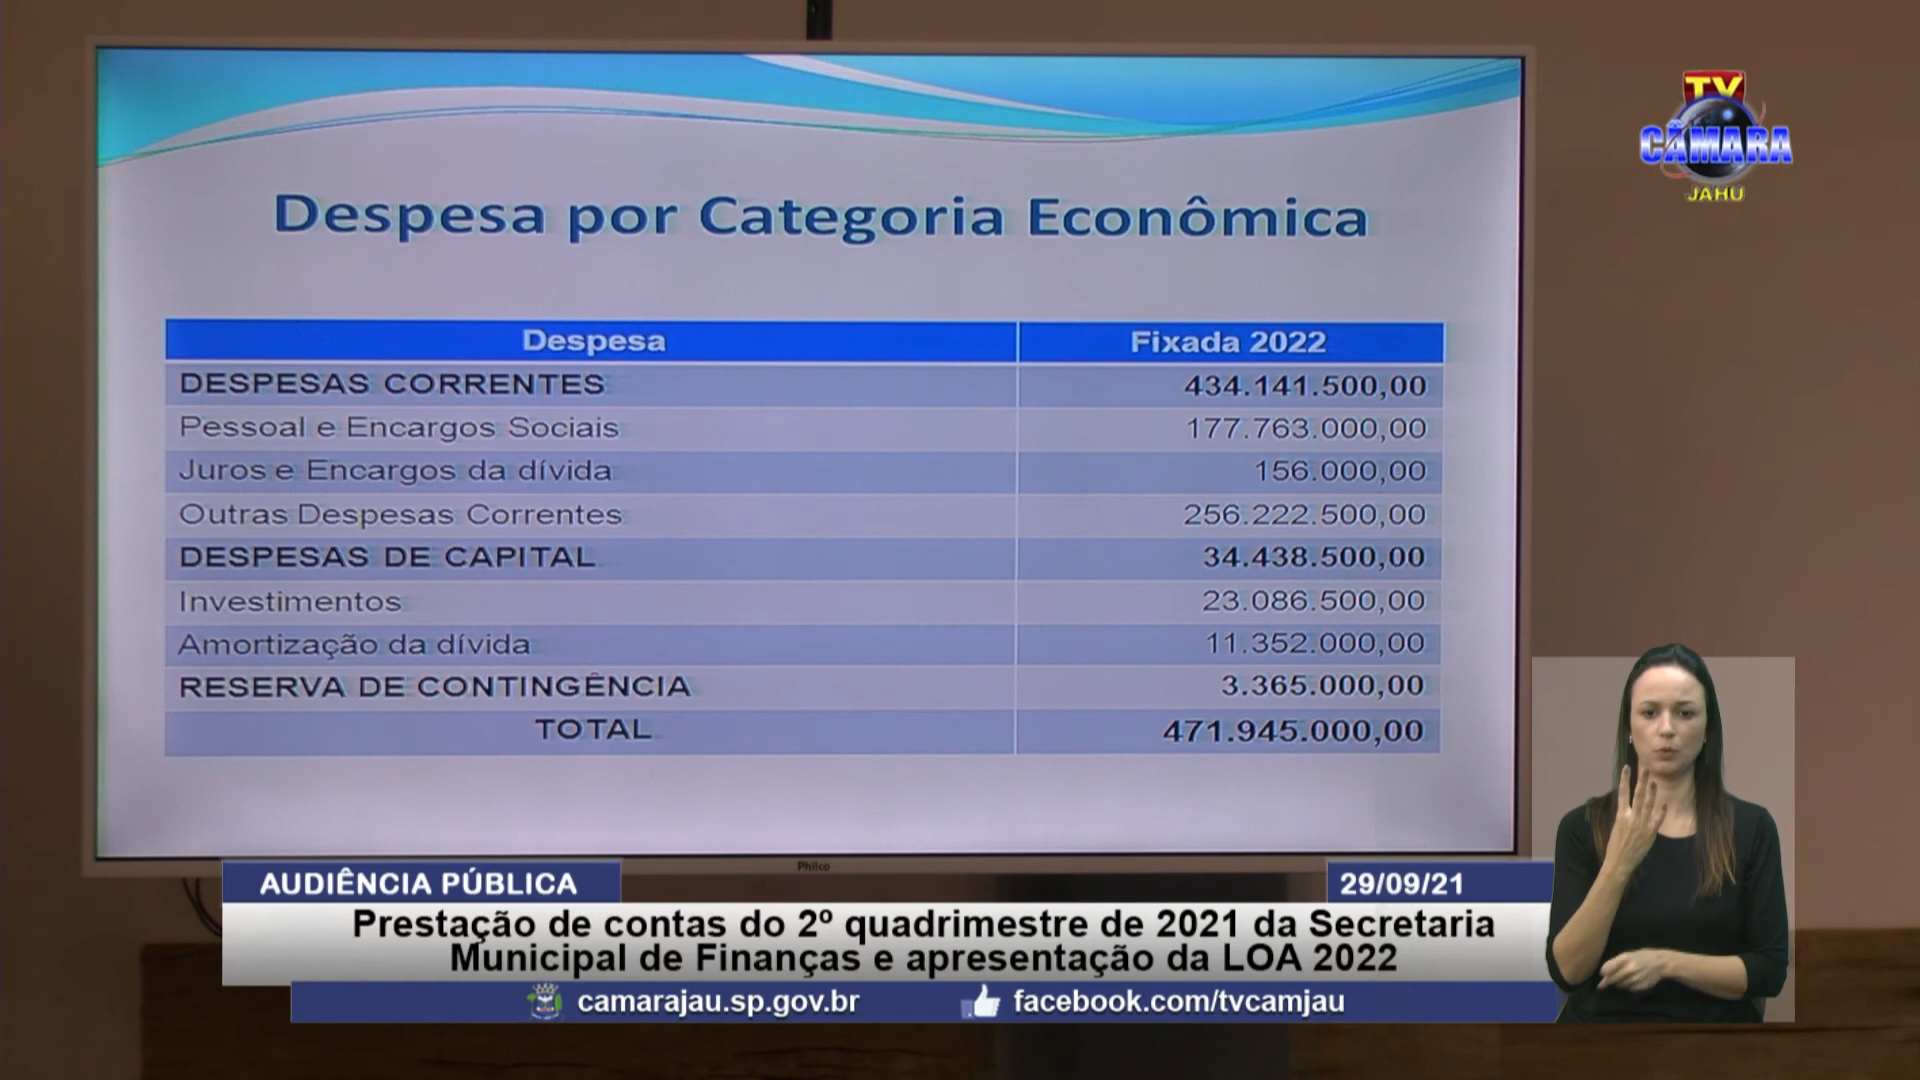 TV
CÂMARA
JAHU
Despesa por Categoria Econômica
Despesa Fixada 2022
DESPESAS CORRENTES 434.141.500,00
Pessoal e Encargos Sociais 177.763.000,00
Juros e Encargos da dívida 156.000,00
Outras Despesas Correntes 256.222.500,00
DESPESAS DE CAPITAL 34.438.500,00
Investimentos 23.086.500,00
Amortização da dívida 11.352.000,00
RESERVA DE CONTINGÊNCIA 3.365.000,00
TOTAL 471.945.000,00
Philco
AUDIÊNCIA PÚBLICA 29/09/21
Prestação de contas do 2º quadrimestre de 2021 da Secretaria
Municipal de Finanças e apresentação da LOA 2022
camarajau.sp.gov.br facebook.com/tvcamjau